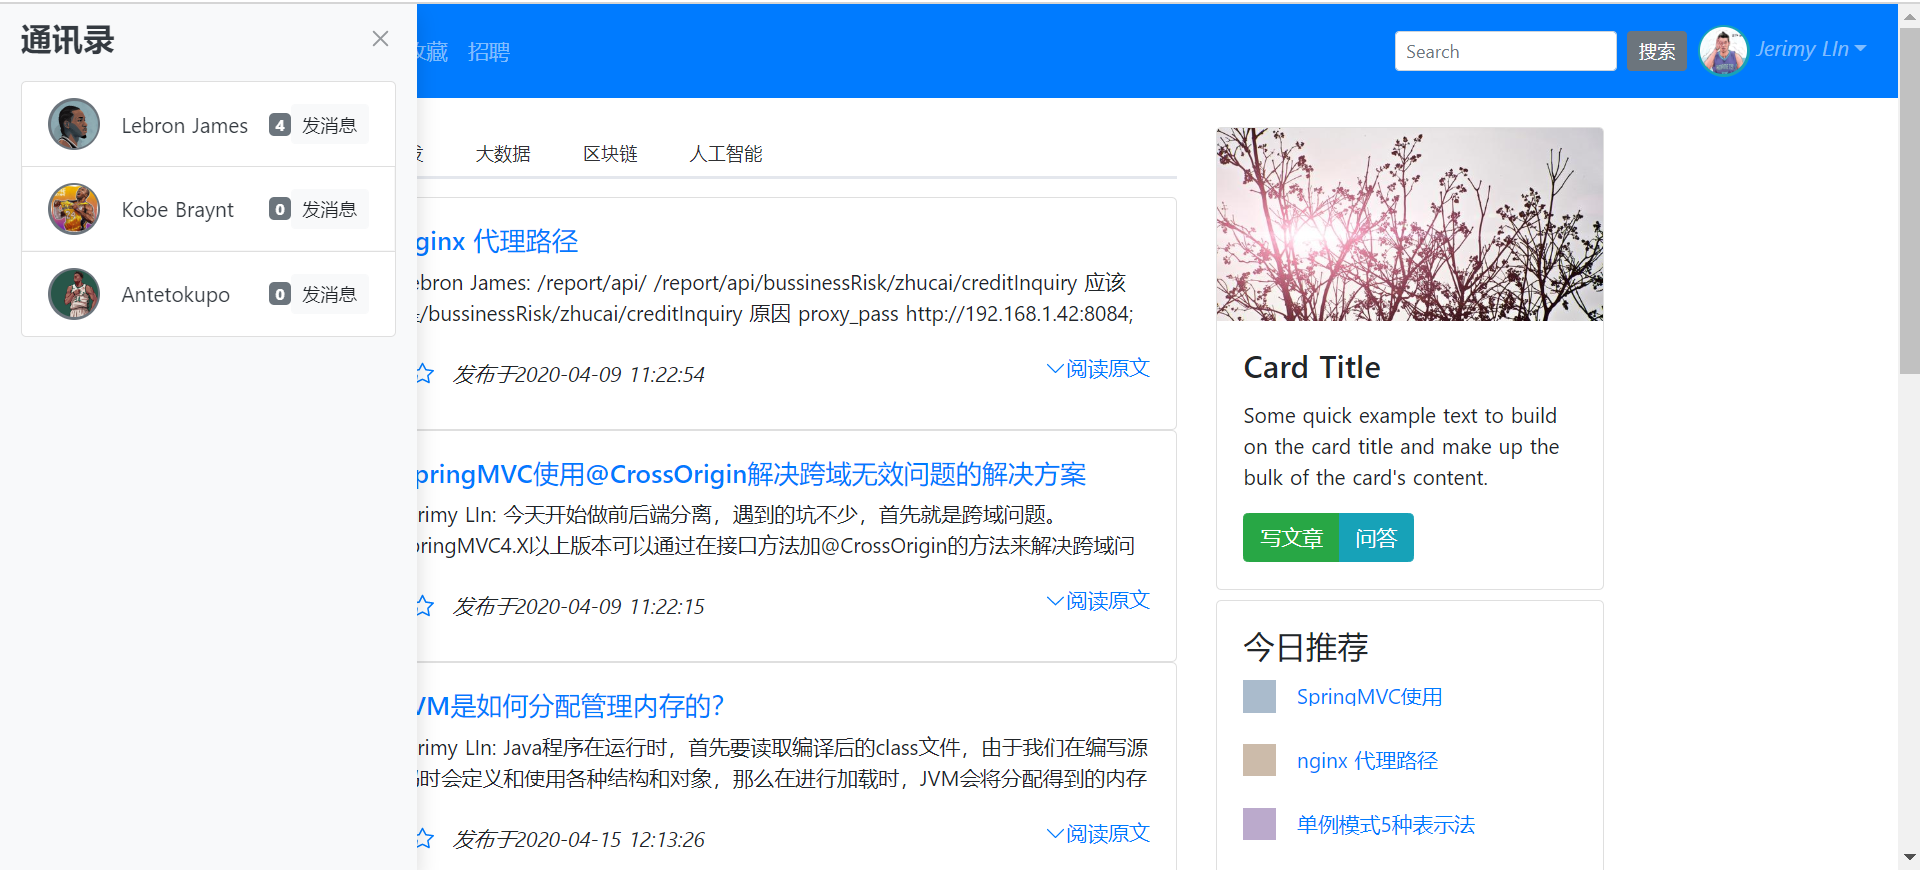 通讯录
Lebron James 4 发消息
Kobe Braynt 0 发消息
Antetokupo 0 发消息
收藏 招聘
Search 搜索 Jerimy LIn
大数据 区块链 人工智能
ginx 代理路径
ebron James: /report/api/ /report/api/bussinessRisk/zhucai/creditInquiry 应该
/bussinessRisk/zhucai/creditInquiry 原因 proxy_pass http://192.168.1.42:8084;
发布于2020-04-09 11:22:54 阅读原文
pringMVC使用@CrossOrigin解决跨域无效问题的解决方案
rimy LIn: 今天开始做前后端分离，遇到的坑不少，首先就是跨域问题。
pringMVC4.X以上版本可以通过在接口方法加@CrossOrigin的方法来解决跨域问
发布于2020-04-09 11:22:15 阅读原文
VM是如何分配管理内存的?
rimy LIn: Java程序在运行时，首先要读取编译后的class文件，由于我们在编写源
时会定义和使用各种结构和对象，那么在进行加载时，JVM会将分配得到的内存
发布于2020-04-15 12:13:26 阅读原文
Card Title
Some quick example text to build
on the card title and make up the
bulk of the card's content.
写文章 问答
今日推荐
SpringMVC使用
nginx 代理路径
单例模式5种表示法